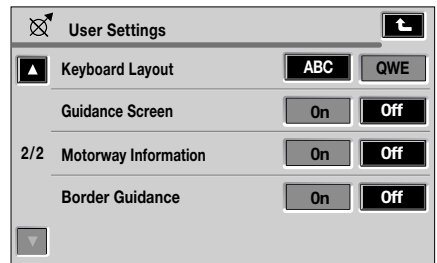 User Settings
Keyboard Layout ABC QWE
Guidance Screen On Off
2/2 Motorway Information On Off
Border Guidance On Off